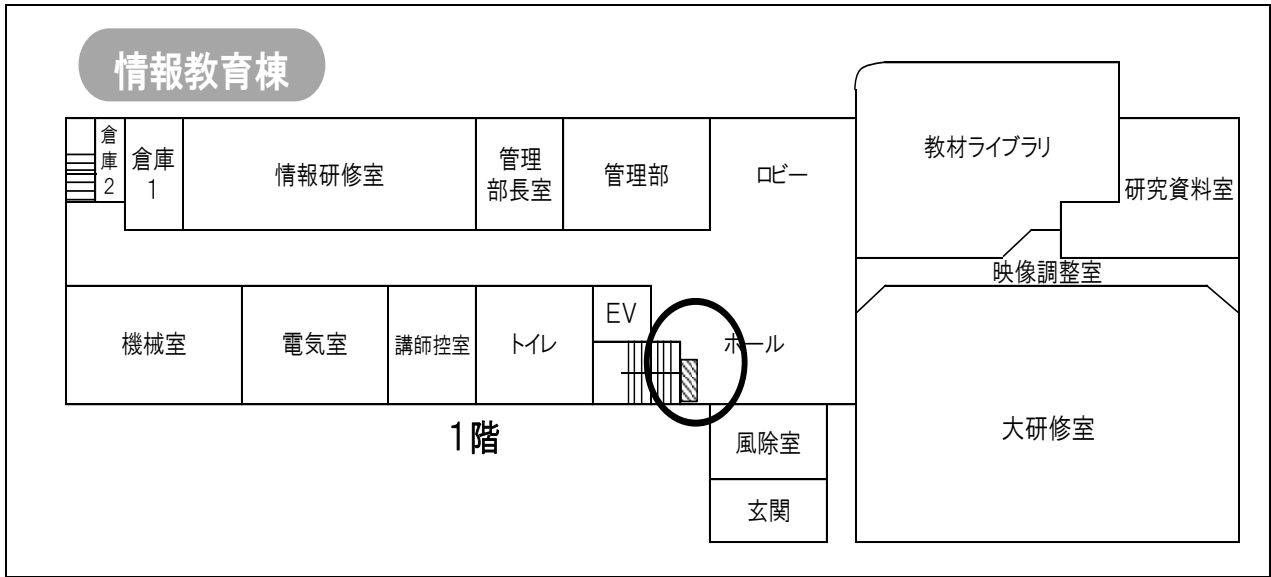 情報教育棟
倉庫2
倉庫
1
情報研修室
管理
部長室
管理部
ロビー
教材ライブラリ
研究資料室
映像調整室
機械室
電気室
講師控室
トイレ
EV
ホール
大研修室
1階
風除室
玄関